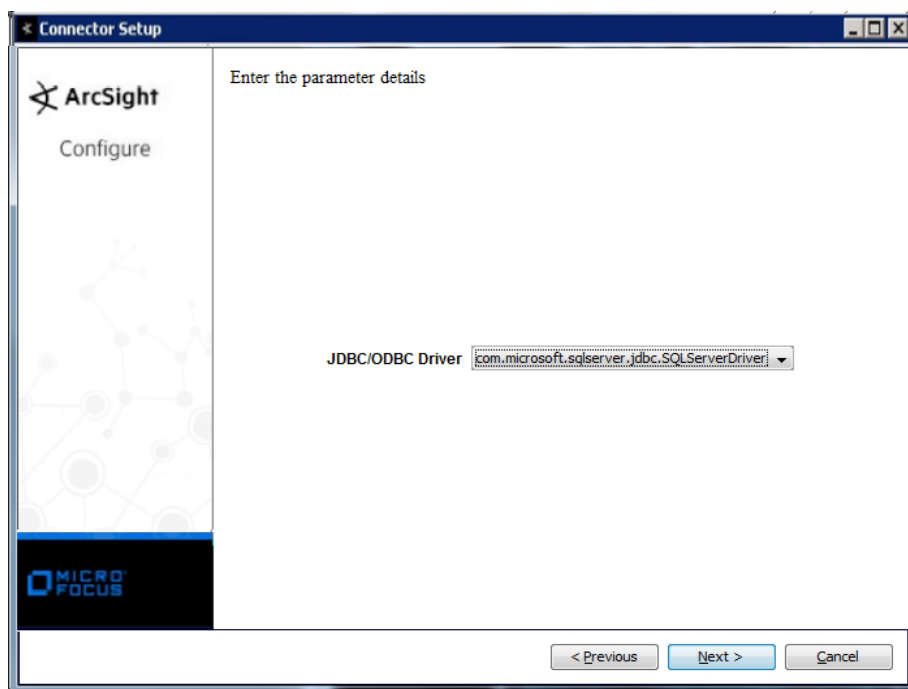 Connector Setup
ArcSight
Configure
Enter the parameter details
JDBC/ODBC Driver com.microsoft.sqlserver.jdbc.SQLServerDriver
MICRO
FOCUS
< Previous Next > Cancel